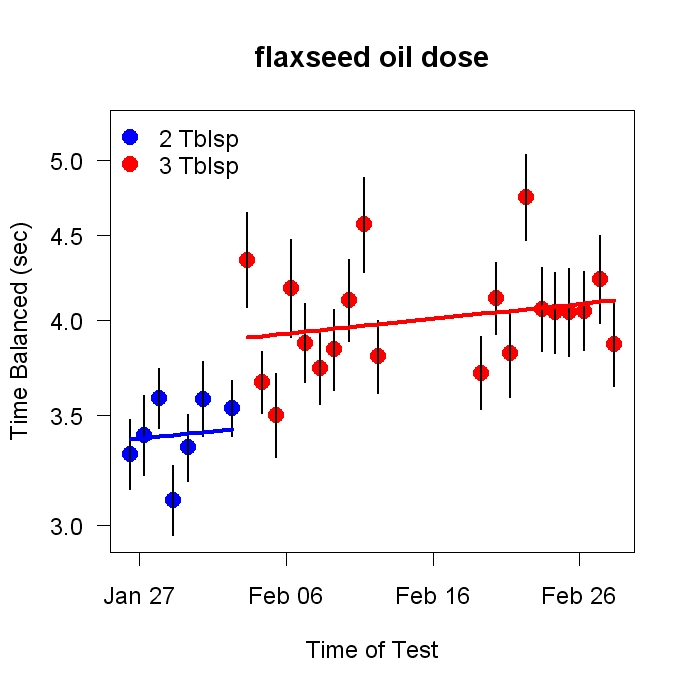 flaxseed oil dose
2 Tblsp
3 Tblsp
5.0
4.5
4.0
3.5
3.0
Time Balanced (sec)
Jan 27 Feb 06 Feb 16 Feb 26
Time of Test